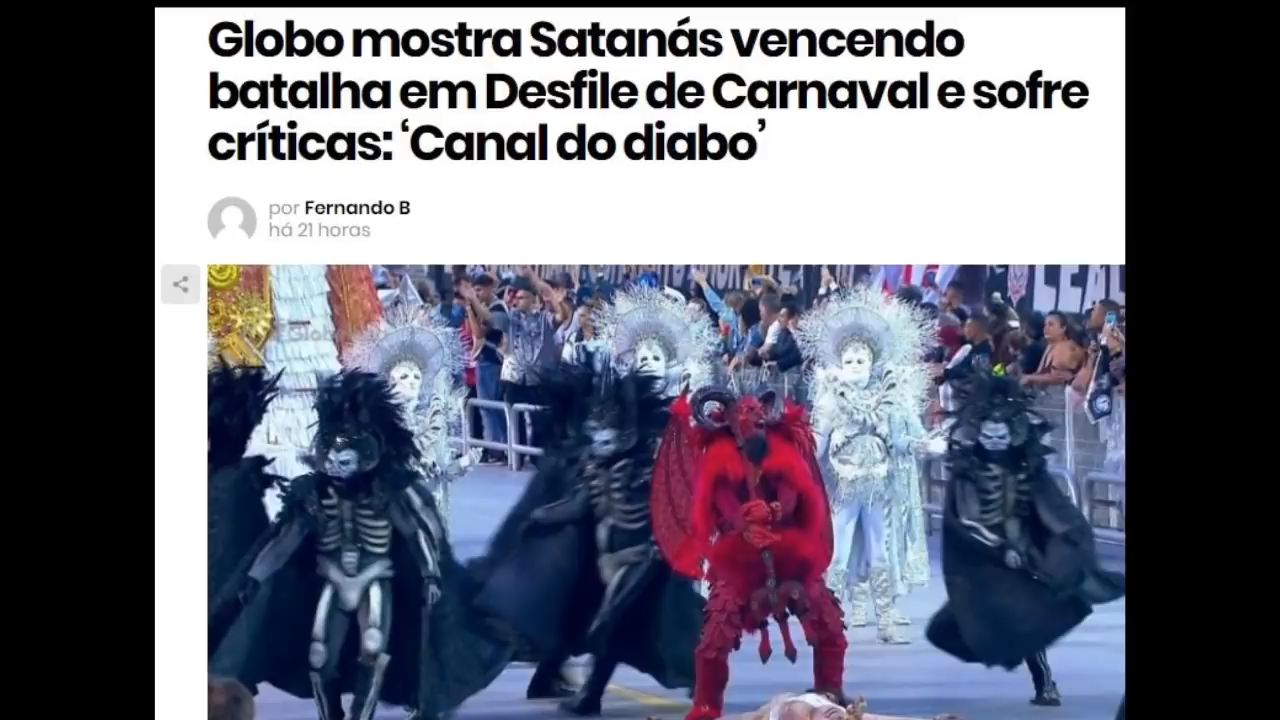 Globo mostra Satanás vencendo
batalha em Desfile de Carnaval e sofre
críticas: ‘Canal do diabo’
por Fernando B
há 21 horas